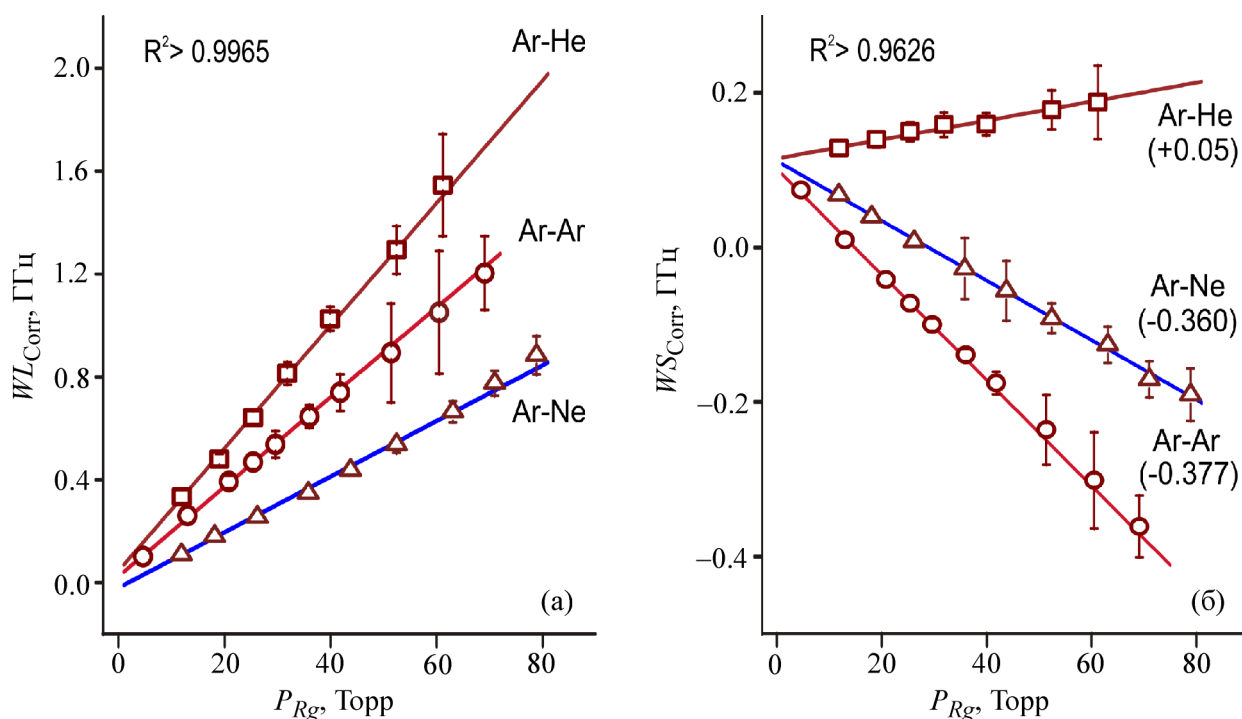 R²> 0.9965
Ar-He
2.0
1.6
1.2
0.8
0.4
0.0
WL_Corr, ГГц
Ar-Ar
Ar-Ne
(а)
0 20 40 60 80
P_Rg, Торр
R²> 0.9626
0.2
0.0
−0.2
−0.4
WS_Corr, ГГц
Ar-He
(+0.05)
Ar-Ne
(-0.360)
Ar-Ar
(-0.377)
(б)
0 20 40 60 80
P_Rg, Торр